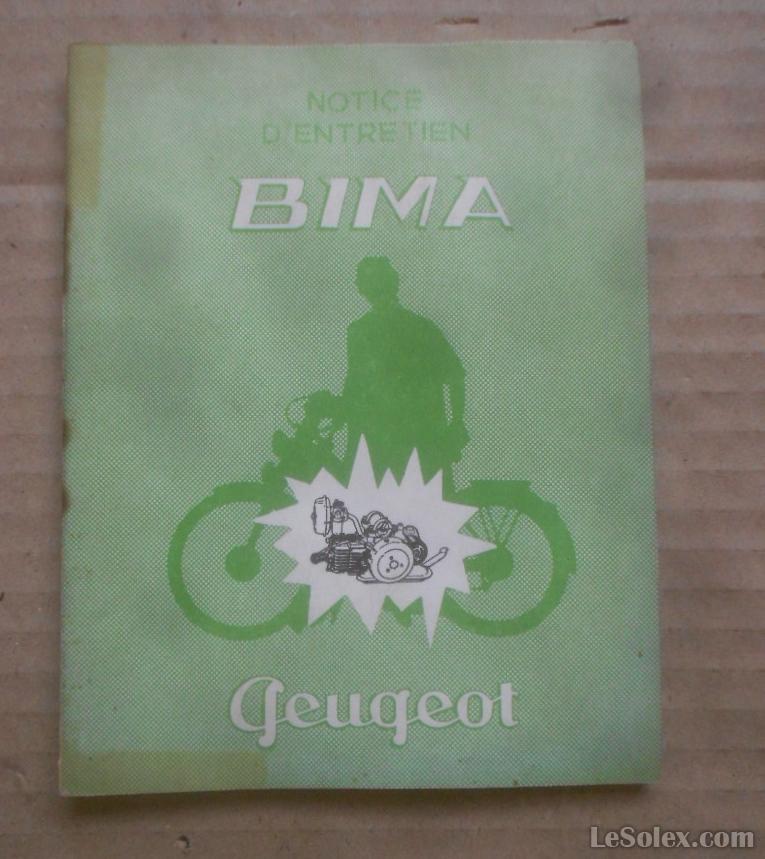 NOTICE
D'ENTRETIEN
BIMA
Peugeot
LeSolex.com